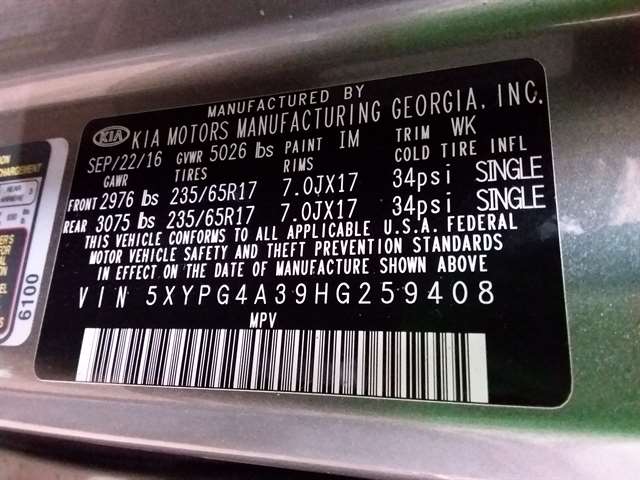 MANUFACTURED BY
KIA KIA MOTORS MANUFACTURING GEORGIA, INC.
SEP/22/16 GVWR 5026 lbs PAINT IM TRIM WK
GAWR TIRES RIMS COLD TIRE INFL
FRONT 2976 lbs 235/65R17 7.0JX17 34psi SINGLE
REAR 3075 lbs 235/65R17 7.0JX17 34psi SINGLE
THIS VEHICLE CONFORMS TO ALL APPLICABLE U.S.A. FEDERAL
MOTOR VEHICLE SAFETY AND THEFT PREVENTION STANDARDS
IN EFFECT ON THE DATE OF MANUFACTURE SHOWN ABOVE
VIN 5XYPG4A39HG259408
MPV
6100